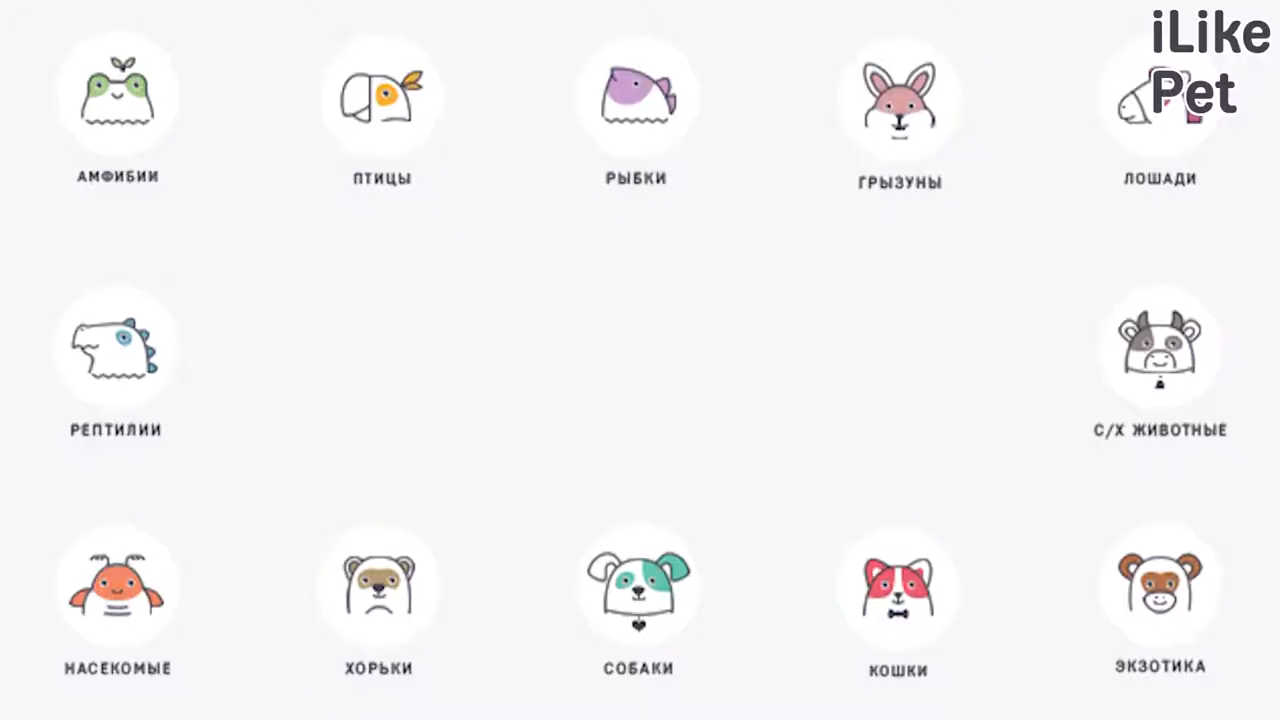 iLike
Pet
АМФИБИИ
ПТИЦЫ
РЫБКИ
ГРЫЗУНЫ
ЛОШАДИ
РЕПТИЛИИ
С/Х ЖИВОТНЫЕ
НАСЕКОМЫЕ
ХОРЬКИ
СОБАКИ
КОШКИ
ЭКЗОТИКА